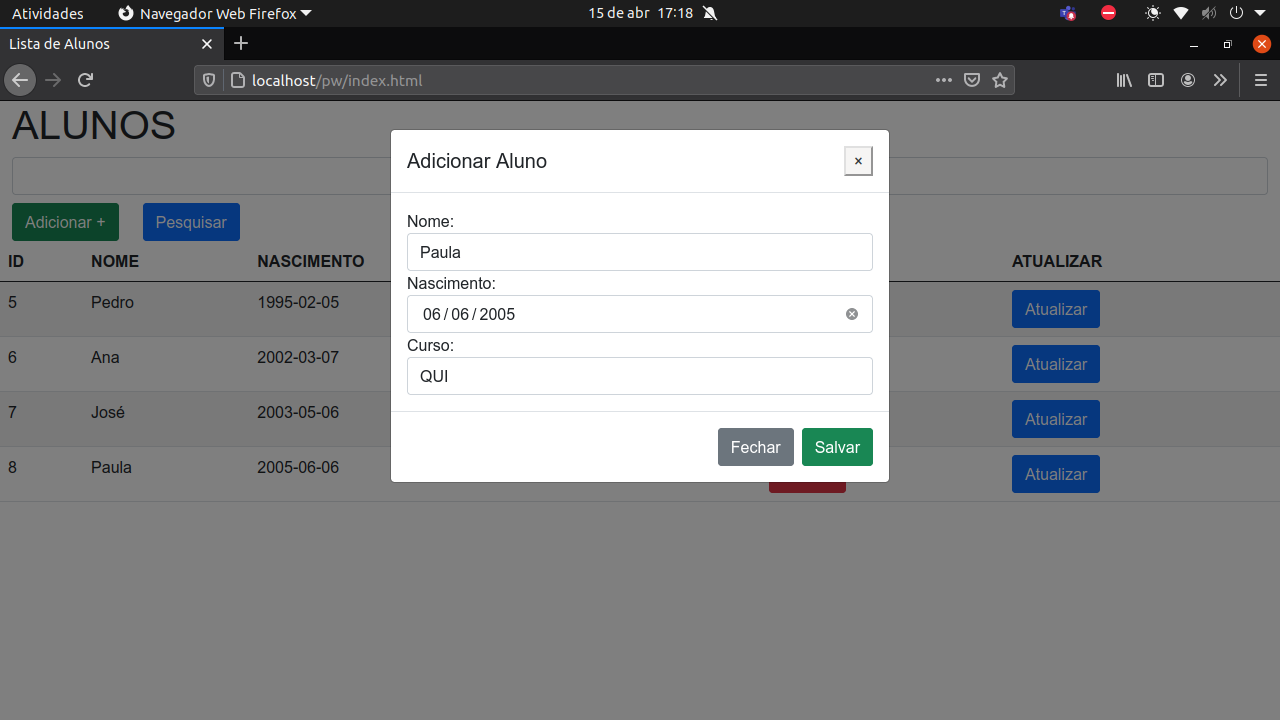 Atividades Navegador Web Firefox 15 de abr 17:18
Lista de Alunos
localhost/pw/index.html
ALUNOS
Adicionar + Pesquisar
ID NOME NASCIMENTO ATUALIZAR
5 Pedro 1995-02-05 Atualizar
6 Ana 2002-03-07 Atualizar
7 José 2003-05-06 Atualizar
8 Paula 2005-06-06 Atualizar
Adicionar Aluno ×
Nome:
Paula
Nascimento:
06/06/2005
Curso:
QUI
Fechar Salvar